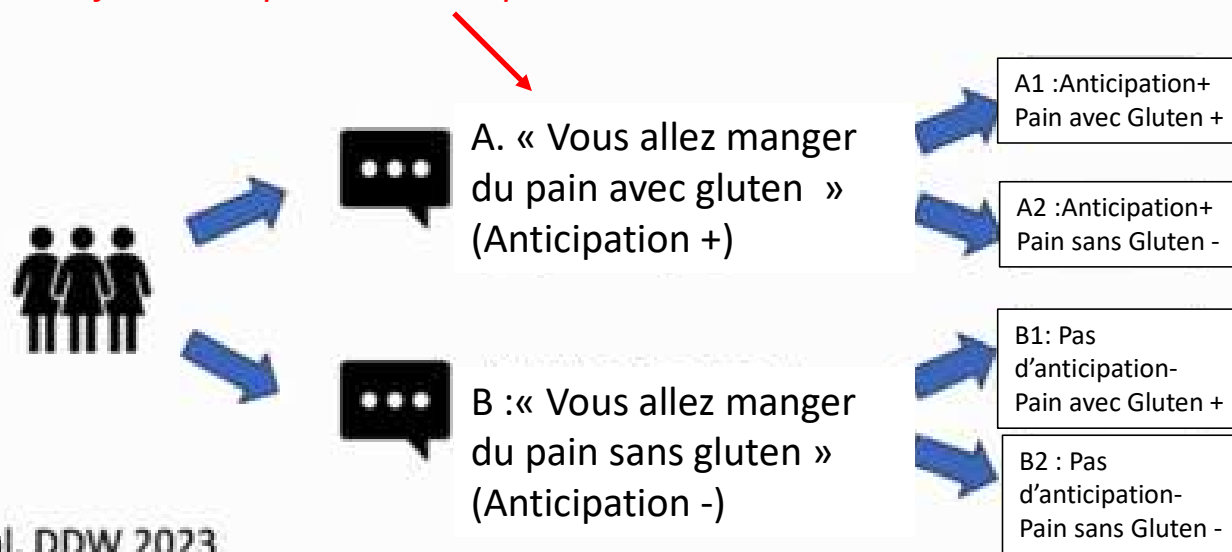 A. « Vous allez manger
du pain avec gluten »
(Anticipation +)
A1 :Anticipation+
Pain avec Gluten +
A2 :Anticipation+
Pain sans Gluten -
B :« Vous allez manger
du pain sans gluten »
(Anticipation -)
B1: Pas
d’anticipation-
Pain avec Gluten +
B2 : Pas
d’anticipation-
Pain sans Gluten -
DDW 2023